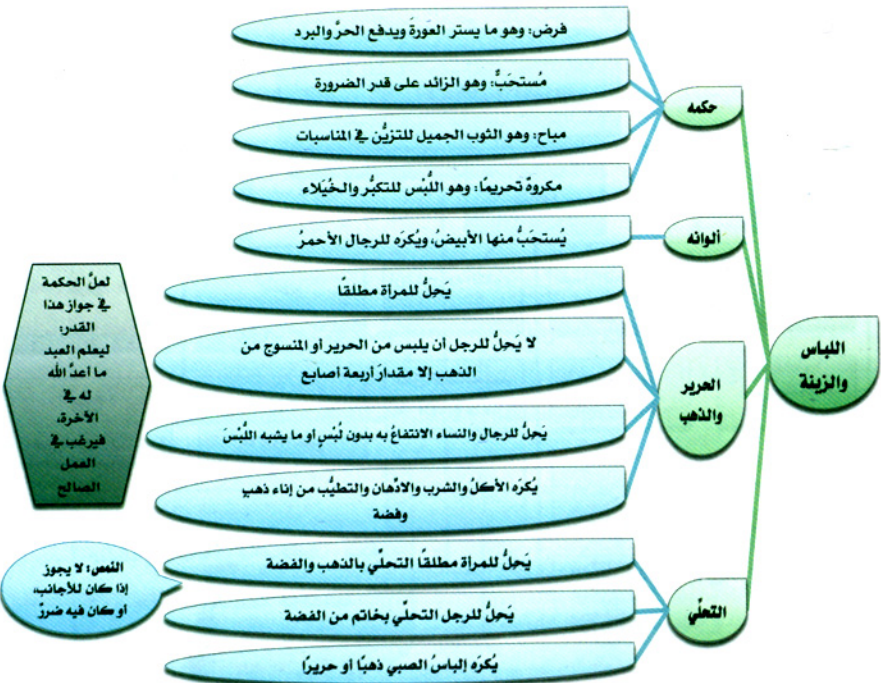 اللباس
والزينة
حكمه
فرض: وهو ما يستر العَورةَ ويدفع الحرَّ والبرد
مُستحَبٌّ: وهو الزائد على قدر الضرورة
مباح: وهو الثوب الجميل للتزيُّن في المناسبات
مكروهٌ تحريمًا: وهو اللُّبْس للتكبُّر والخُيَلاء
ألوانه
يُستحَبُّ منها الأبيضُ، ويُكرَه للرجال الأحمرُ
الحرير
والذهب
يَحِلُّ للمرأة مطلقًا
لا يَحِلُّ للرجل أن يلبس من الحرير أو المنسوج من
الذهب إلا مقدارَ أربعة أصابع
يَحِلُّ للرجال والنساء الانتفاعُ به بدون لُبْسٍ أو ما يشبه اللُّبْسَ
يُكرَه الأكلُ والشرب والادِّهان والتطيُّب من إناء ذهبٍ
وفضة
لعلَّ الحكمة
في جواز هذا
القدر:
ليعلم العبد
ما أعدَّ الله
له في
الآخرة،
فيرغب في
العمل
الصالح
التحلّي
يَحِلُّ للمرأة مطلقًا التحلّي بالذهب والفضة
يَحِلُّ للرجل التحلّي بخاتم من الفضة
يُكرَه إلباسُ الصبي ذهبًا أو حريرًا
النمص: لا يجوز
إذا كان للأجانب،
أو كان فيه ضررٌ